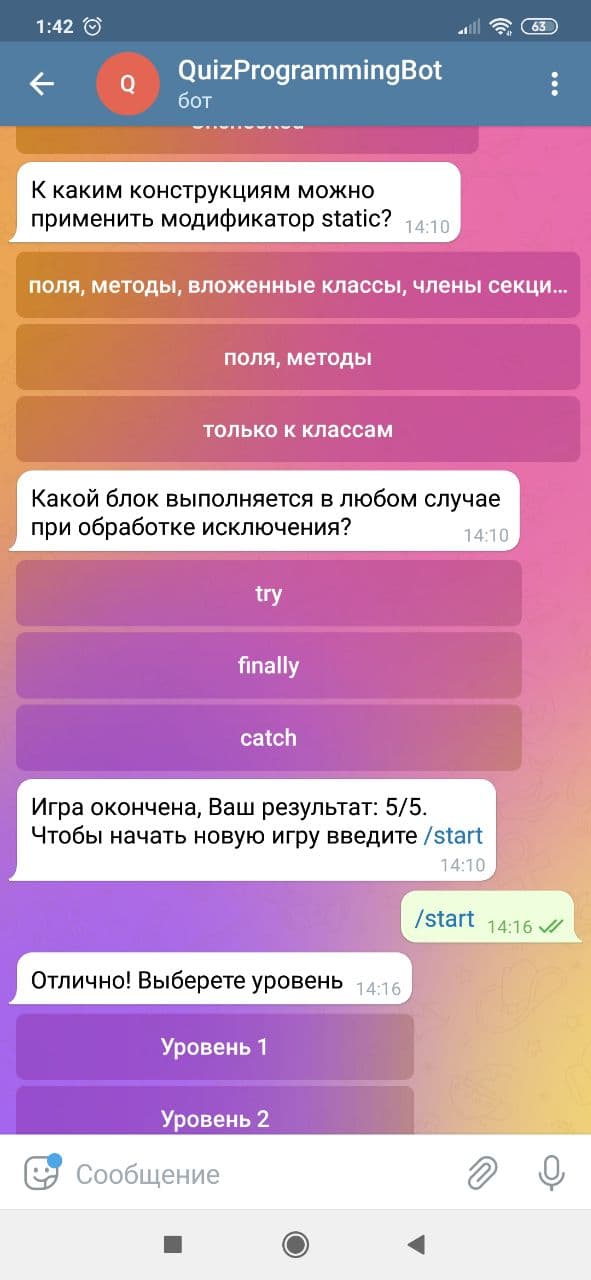 1:42
63
Q
QuizProgrammingBot
бот
К каким конструкциям можно
применить модификатор static?
14:10
поля, методы, вложенные классы, члены секци...
поля, методы
только к классам
Какой блок выполняется в любом случае
при обработке исключения?
14:10
try
finally
catch
Игра окончена, Ваш результат: 5/5.
Чтобы начать новую игру введите /start
14:10
/start 14:16
Отлично! Выберете уровень 14:16
Уровень 1
Уровень 2
Сообщение